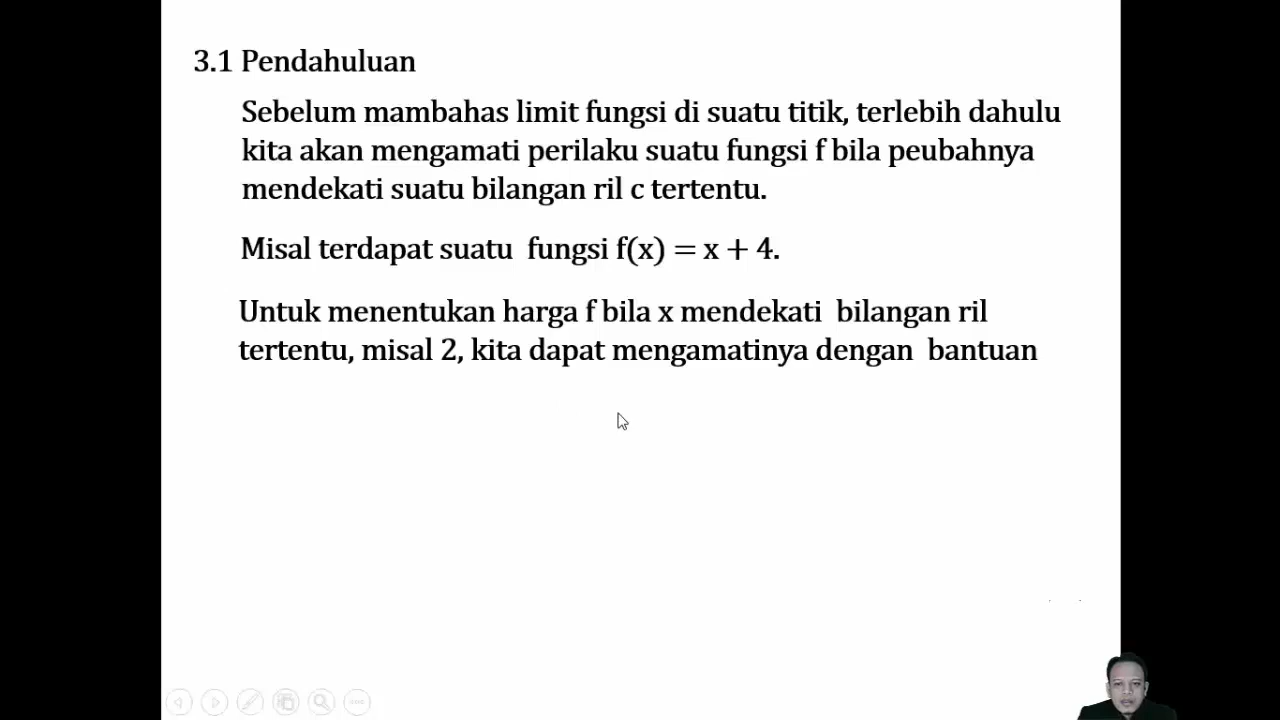 3.1 Pendahuluan
Sebelum mambahas limit fungsi di suatu titik, terlebih dahulu
kita akan mengamati perilaku suatu fungsi f bila peubahnya
mendekati suatu bilangan ril c tertentu.
Misal terdapat suatu fungsi f(x) = x + 4.
Untuk menentukan harga f bila x mendekati bilangan ril
tertentu, misal 2, kita dapat mengamatinya dengan bantuan